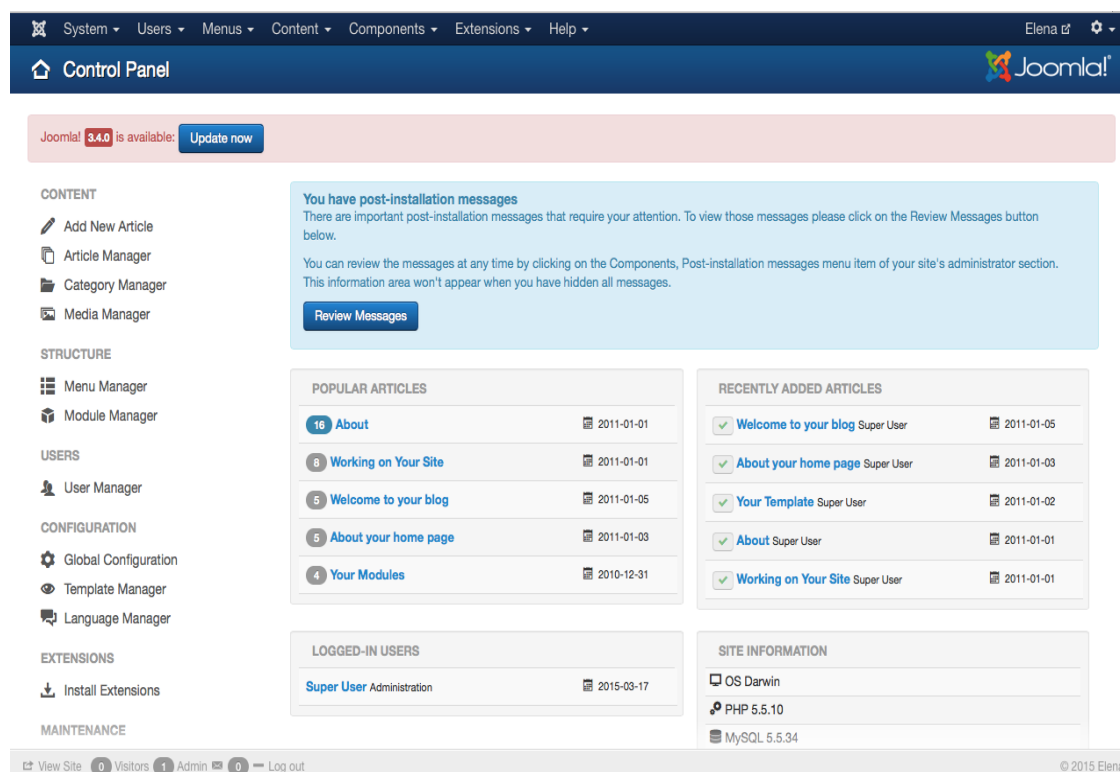 System Users Menus Content Components Extensions Help Elena
Control Panel Joomla!
Joomla! 3.4.0 is available: Update now
CONTENT
Add New Article
Article Manager
Category Manager
Media Manager
STRUCTURE
Menu Manager
Module Manager
USERS
User Manager
CONFIGURATION
Global Configuration
Template Manager
Language Manager
EXTENSIONS
Install Extensions
MAINTENANCE
You have post-installation messages
There are important post-installation messages that require your attention. To view those messages please click on the Review Messages button
below.
You can review the messages at any time by clicking on the Components, Post-installation messages menu item of your site's administrator section.
This information area won't appear when you have hidden all messages.
Review Messages
POPULAR ARTICLES
16 About 2011-01-01
8 Working on Your Site 2011-01-01
5 Welcome to your blog 2011-01-05
5 About your home page 2011-01-03
4 Your Modules 2010-12-31
RECENTLY ADDED ARTICLES
Welcome to your blog Super User 2011-01-05
About your home page Super User 2011-01-03
Your Template Super User 2011-01-02
About Super User 2011-01-01
Working on Your Site Super User 2011-01-01
LOGGED-IN USERS
Super User Administration 2015-03-17
SITE INFORMATION
OS Darwin
PHP 5.5.10
MySQL 5.5.34
View Site 0 Visitors 1 Admin 0 Log out © 2015 Elena